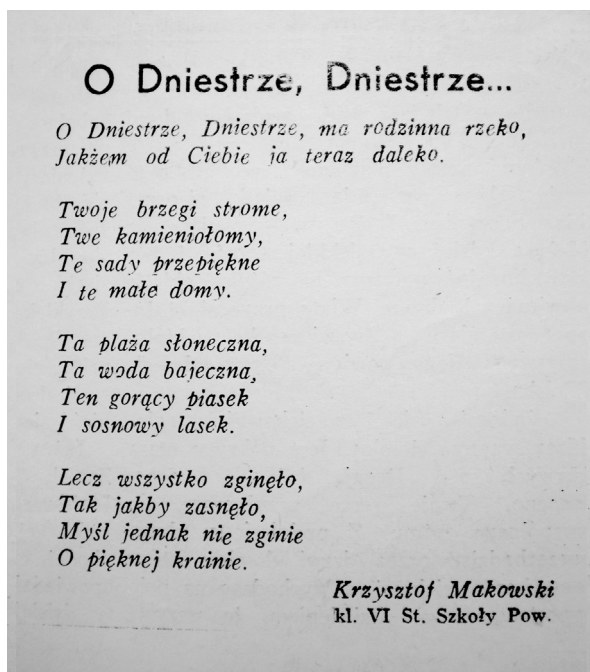 O Dniestrze, Dniestrze...
O Dniestrze, Dniestrze, ma rodzinna rzeko,
Jakżem od Ciebie ja teraz daleko.
Twoje brzegi strome,
Twe kamieniołomy,
Te sady przepiękne
I te małe domy.
Ta plaża słoneczna,
Ta woda bajeczna,
Ten gorący piasek
I sosnowy lasek.
Lecz wszystko zginęło,
Tak jakby zasnęło,
Myśl jednak nie zginie
O pięknej krainie.
Krzysztof Makowski
kl. VI St. Szkoły Pow.